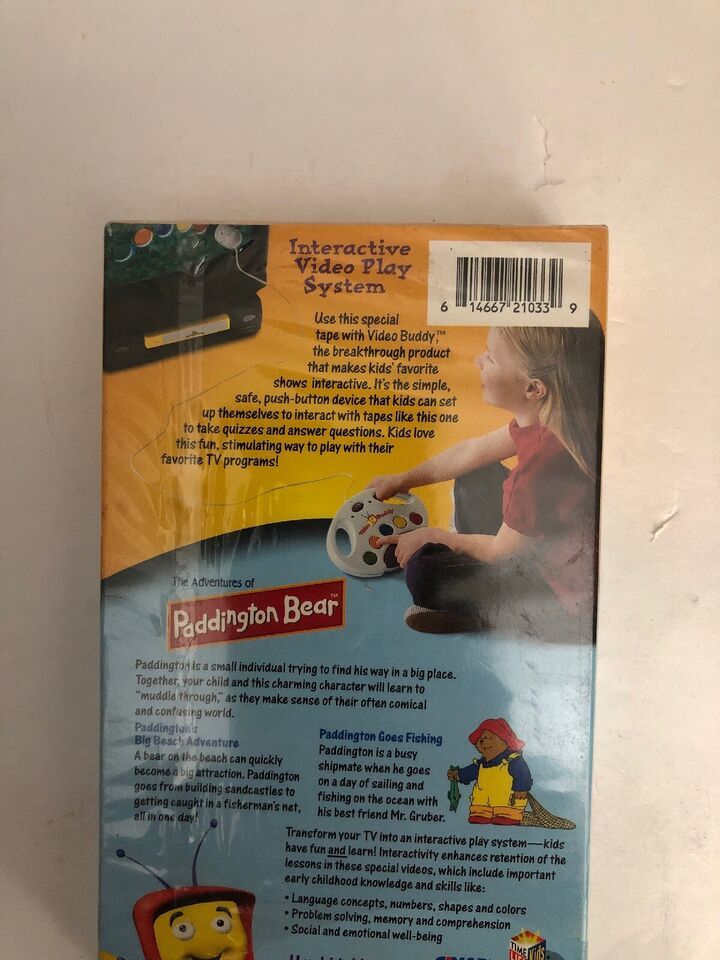 Interactive
Video Play
System
6 14667 21033 9
Use this special
tape with Video Buddy,™
the breakthrough product
that makes kids' favorite
shows interactive. It's the simple,
safe, push-button device that kids can set
up themselves to interact with tapes like this one
to take quizzes and answer questions. Kids love
this fun, stimulating way to play with their
favorite TV programs!
Video Buddy
The Adventures of
Paddington Bear™
Paddington is a small individual trying to find his way in a big place.
Together, your child and this charming character will learn to
"muddle through," as they make sense of their often comical
and confusing world.
Paddington's
Big Beach Adventure
A bear on the beach can quickly
become a big attraction. Paddington
goes from building sandcastles to
getting caught in a fisherman's net,
all in one day!
Paddington Goes Fishing
Paddington is a busy
shipmate when he goes
on a day of sailing and
fishing on the ocean with
his best friend Mr. Gruber.
Transform your TV into an interactive play system—kids
have fun and learn! Interactivity enhances retention of the
lessons in these special videos, which include important
early childhood knowledge and skills like:
• Language concepts, numbers, shapes and colors
• Problem solving, memory and comprehension
• Social and emotional well-being
TIME
LIFE Kids